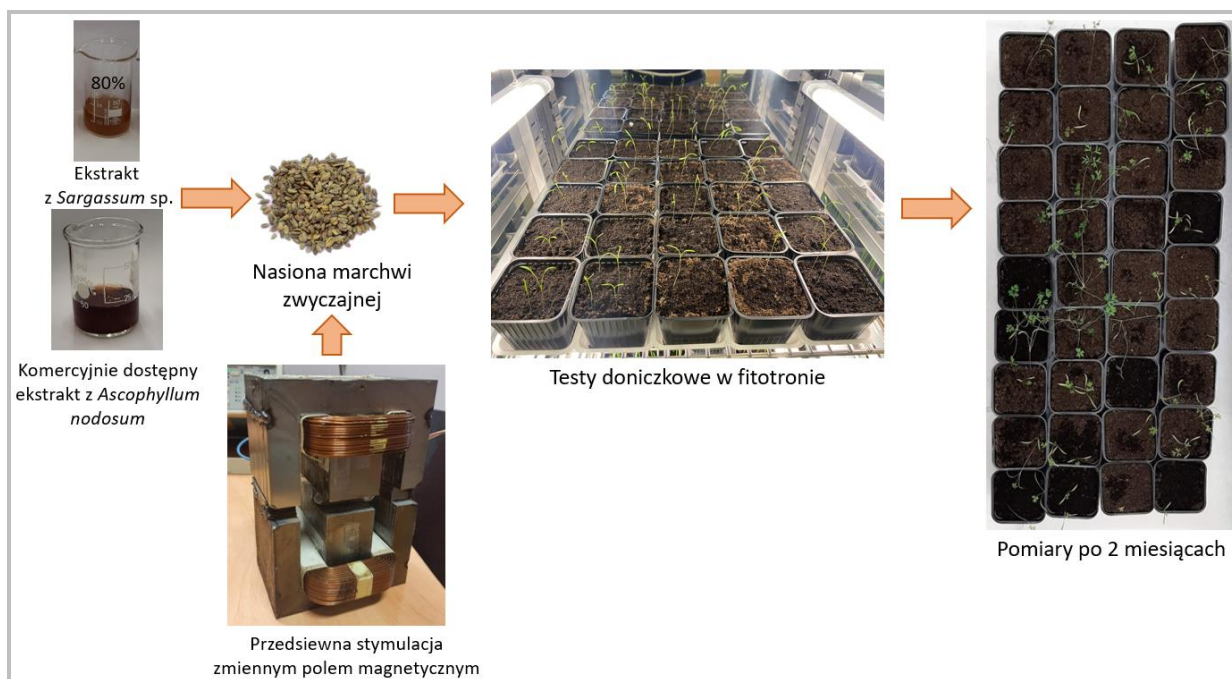 80%
Ekstrakt
z Sargassum sp.
Komercyjnie dostępny
ekstrakt z Ascophyllum
nodosum
Nasiona marchwi
zwyczajnej
Przedsiewna stymulacja
zmiennym polem magnetycznym
Testy doniczkowe w fitotronie
Pomiary po 2 miesiącach